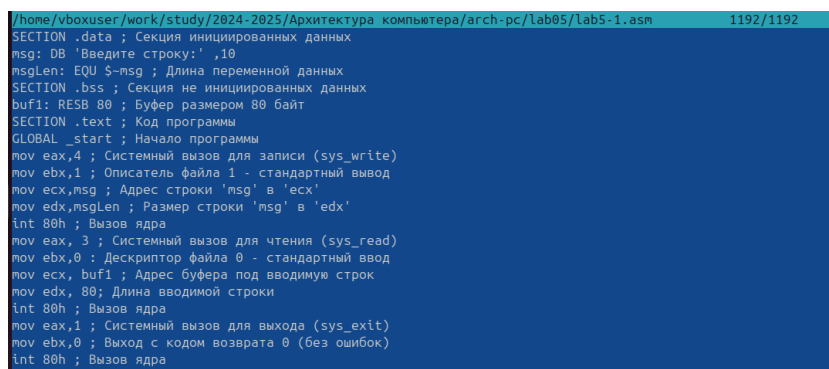 /home/vboxuser/work/study/2024-2025/Архитектура компьютера/arch-pc/lab05/lab5-1.asm 1192/1192
SECTION .data ; Секция инициированных данных
msg: DB 'Введите строку:' ,10
msgLen: EQU $-msg ; Длина переменной данных
SECTION .bss ; Секция не инициированных данных
buf1: RESB 80 ; Буфер размером 80 байт
SECTION .text ; Код программы
GLOBAL _start ; Начало программы
mov eax,4 ; Системный вызов для записи (sys_write)
mov ebx,1 ; Описатель файла 1 - стандартный вывод
mov ecx,msg ; Адрес строки 'msg' в 'ecx'
mov edx,msgLen ; Размер строки 'msg' в 'edx'
int 80h ; Вызов ядра
mov eax, 3 ; Системный вызов для чтения (sys_read)
mov ebx,0 : Дескриптор файла 0 - стандартный ввод
mov ecx, buf1 ; Адрес буфера под вводимую строк
mov edx, 80; Длина вводимой строки
int 80h ; Вызов ядра
mov eax,1 ; Системный вызов для выхода (sys_exit)
mov ebx,0 ; Выход с кодом возврата 0 (без ошибок)
int 80h ; Вызов ядра